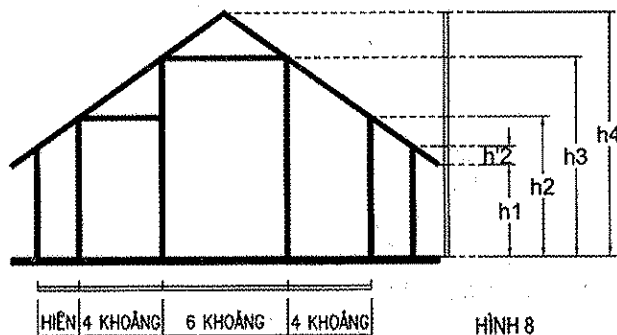 h4
h3
h'2
h2
h1
HIÊN 4 KHOẢNG 6 KHOẢNG 4 KHOẢNG
HÌNH 8